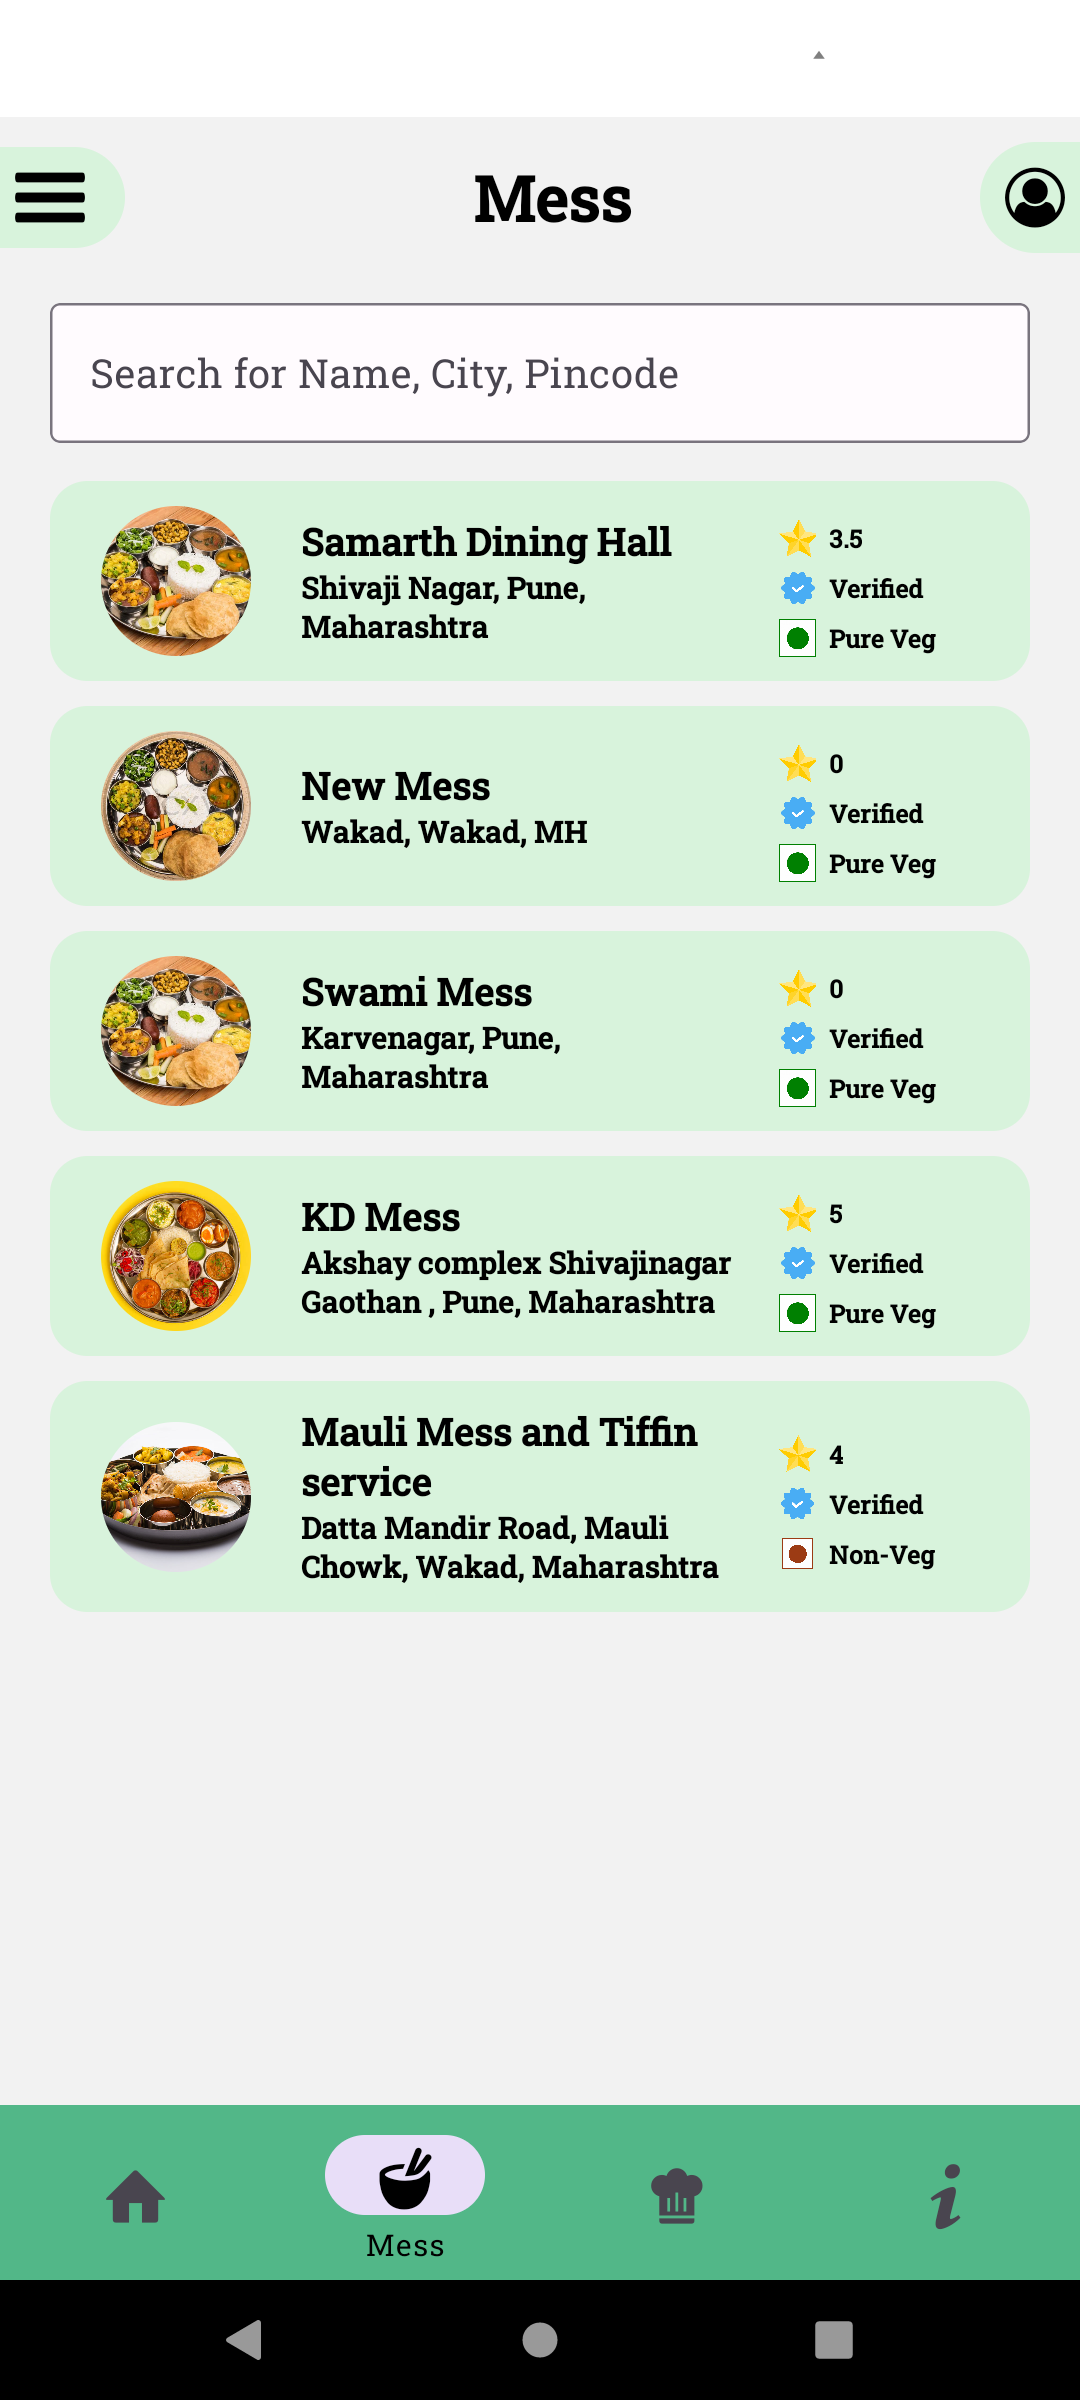 Mess
Search for Name, City, Pincode
Samarth Dining Hall
Shivaji Nagar, Pune,
Maharashtra
3.5
Verified
Pure Veg
New Mess
Wakad, Wakad, MH
0
Verified
Pure Veg
Swami Mess
Karvenagar, Pune,
Maharashtra
0
Verified
Pure Veg
KD Mess
Akshay complex Shivajinagar
Gaothan , Pune, Maharashtra
5
Verified
Pure Veg
Mauli Mess and Tiffin
service
Datta Mandir Road, Mauli
Chowk, Wakad, Maharashtra
4
Verified
Non-Veg
Mess